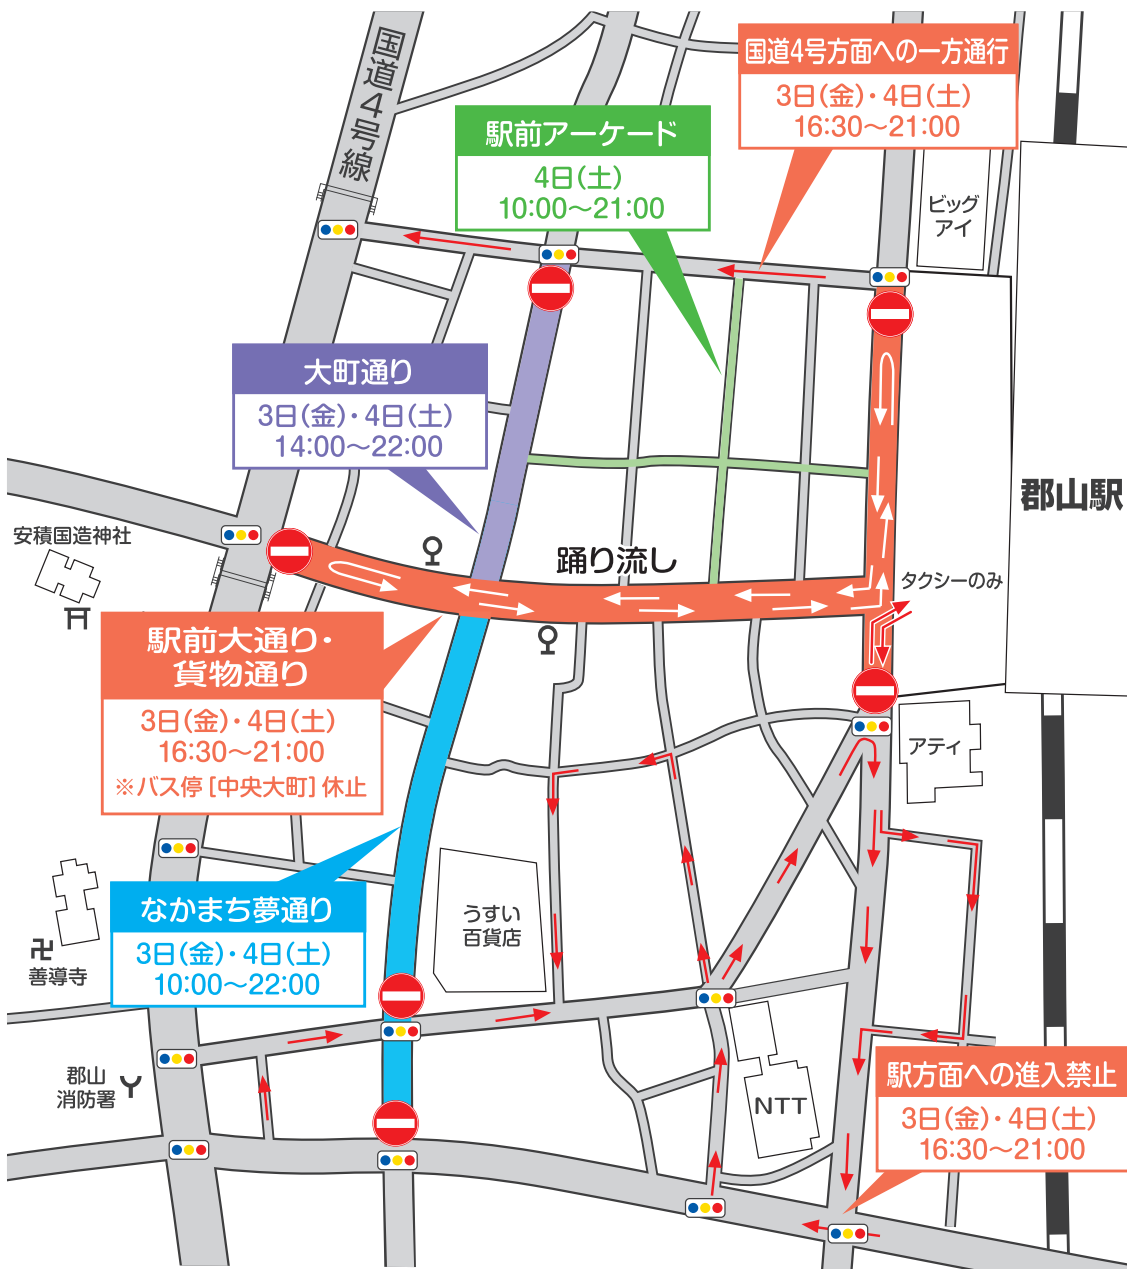 国道4号線
国道4号方面への一方通行
3日(金)・4日(土)
16:30～21:00
駅前アーケード
4日(土)
10:00～21:00
ビッグ
アイ
大町通り
3日(金)・4日(土)
14:00～22:00
郡山駅
安積国造神社
踊り流し
タクシーのみ
駅前大通り・
貨物通り
3日(金)・4日(土)
16:30～21:00
※バス停[中央大町]休止
アティ
なかまち夢通り
3日(金)・4日(土)
10:00～22:00
うすい
百貨店
善導寺
郡山
消防署
NTT
駅方面への進入禁止
3日(金)・4日(土)
16:30～21:00